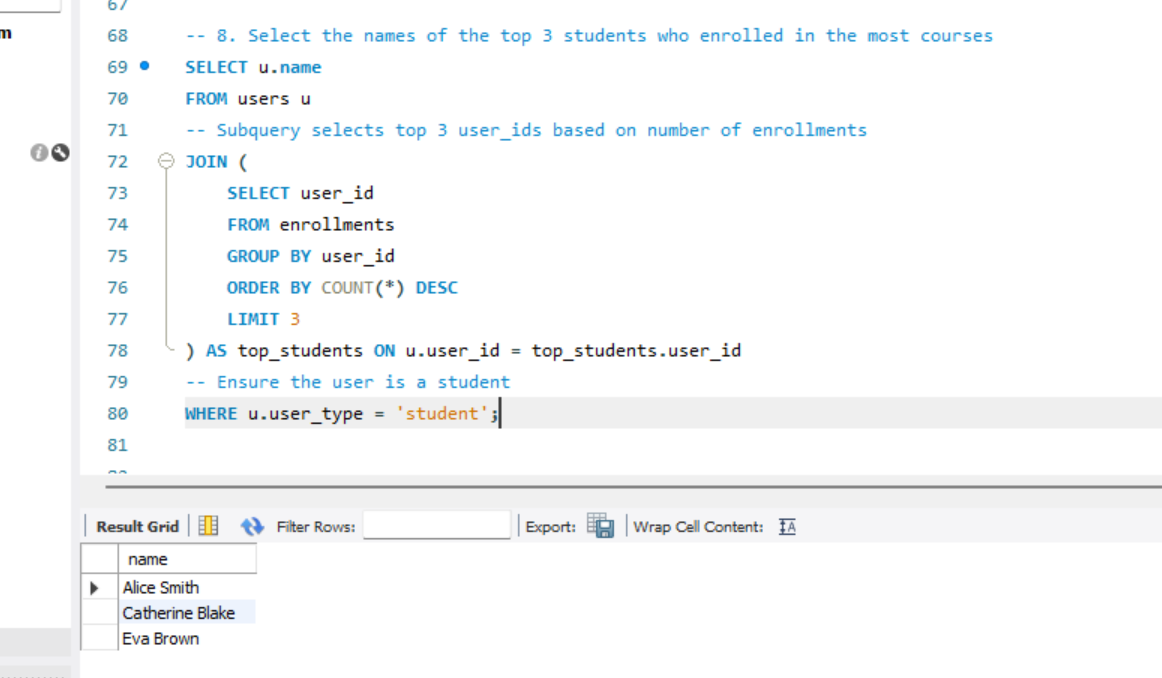 67
m
68 -- 8. Select the names of the top 3 students who enrolled in the most courses
69 SELECT u.name
70 FROM users u
71 -- Subquery selects top 3 user_ids based on number of enrollments
72 JOIN (
73 SELECT user_id
74 FROM enrollments
75 GROUP BY user_id
76 ORDER BY COUNT(*) DESC
77 LIMIT 3
78 ) AS top_students ON u.user_id = top_students.user_id
79 -- Ensure the user is a student
80 WHERE u.user_type = 'student';
81
Result Grid Filter Rows: Export: Wrap Cell Content: IA
name
Alice Smith
Catherine Blake
Eva Brown